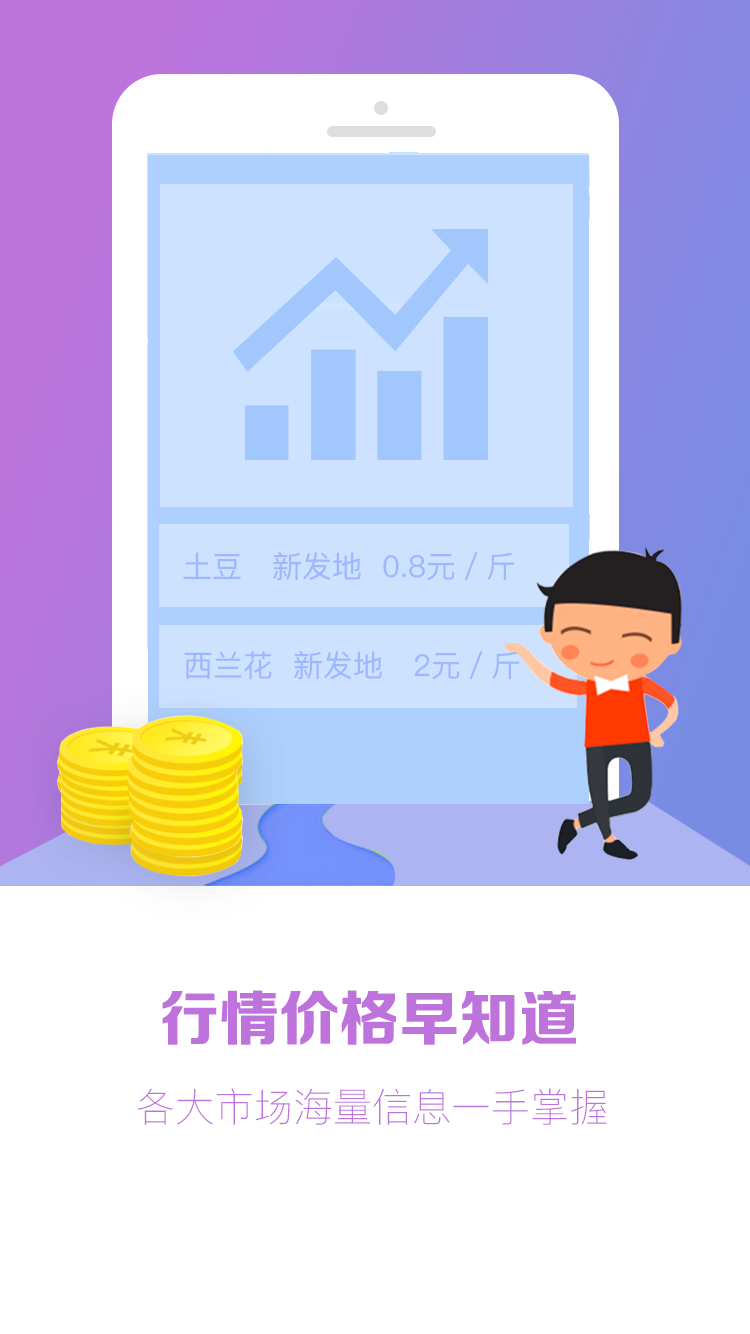 土豆 新发地 0.8元 / 斤
西兰花 新发地 2元 / 斤
行情价格早知道
各大市场海量信息一手掌握